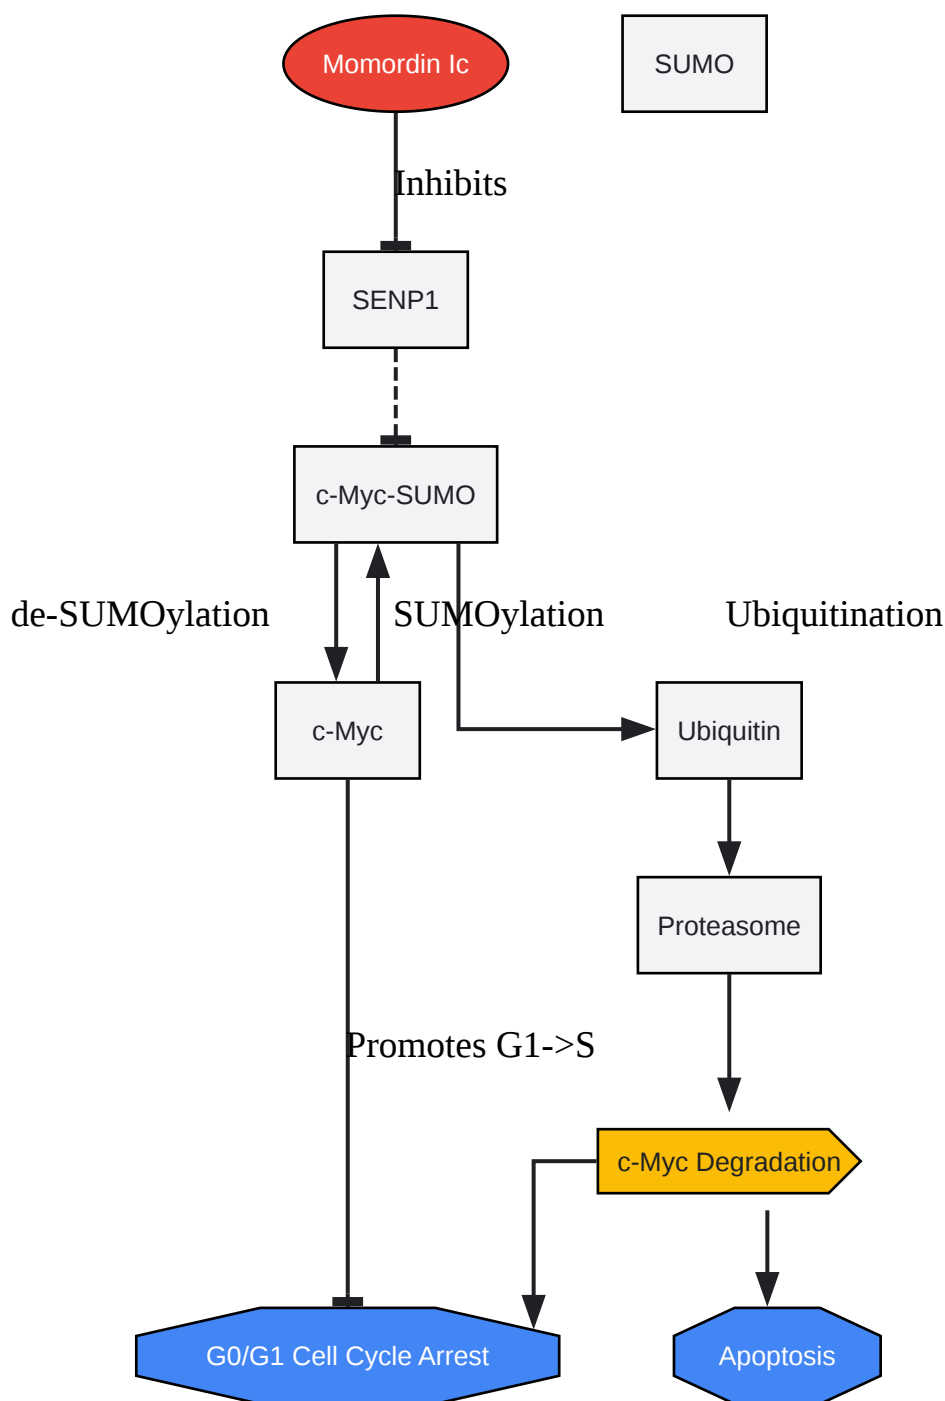 Momordin Ic
SUMO
Inhibits
SENP1
c-Myc-SUMO
de-SUMOylation
SUMOylation
Ubiquitination
c-Myc
Ubiquitin
Proteasome
Promotes G1->S
c-Myc Degradation
G0/G1 Cell Cycle Arrest
Apoptosis